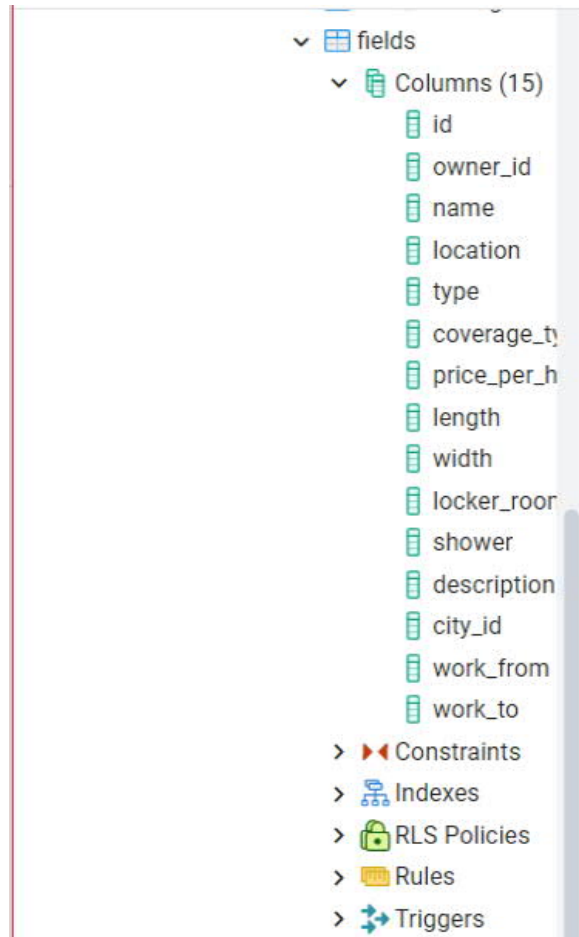 fields
Columns (15)
id
owner_id
name
location
type
coverage_ty
price_per_h
length
width
locker_roor
shower
description
city_id
work_from
work_to
Constraints
Indexes
RLS Policies
Rules
Triggers